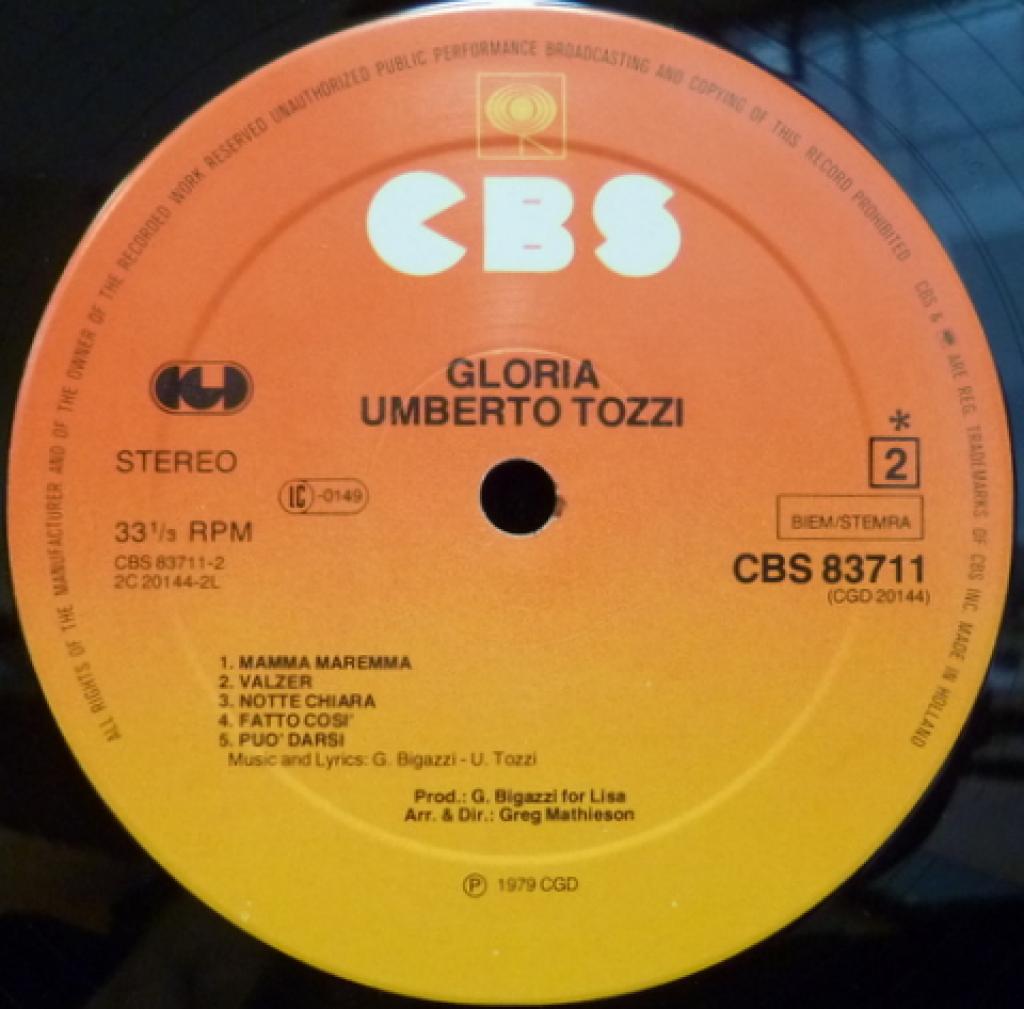 ALL RIGHTS OF THE MANUFACTURER AND OF THE OWNER OF THE RECORDED WORK RESERVED UNAUTHORIZED PUBLIC PERFORMANCE BROADCASTING AND COPYING OF THIS RECORD PROHIBITED
CBS & ARE REG. TRADEMARKS OF CBS INC. MADE IN HOLLAND
CBS
GLORIA
UMBERTO TOZZI
CGD
STEREO
LC-0149
33 1/3 RPM
CBS 83711-2
2C 20144-2L
*
2
BIEM/STEMRA
CBS 83711
(CGD 20144)
1. MAMMA MAREMMA
2. VALZER
3. NOTTE CHIARA
4. FATTO COSI'
5. PUO' DARSI
Music and Lyrics: G. Bigazzi - U. Tozzi
Prod.: G. Bigazzi for Lisa
Arr. & Dir.: Greg Mathieson
Ⓟ 1979 CGD